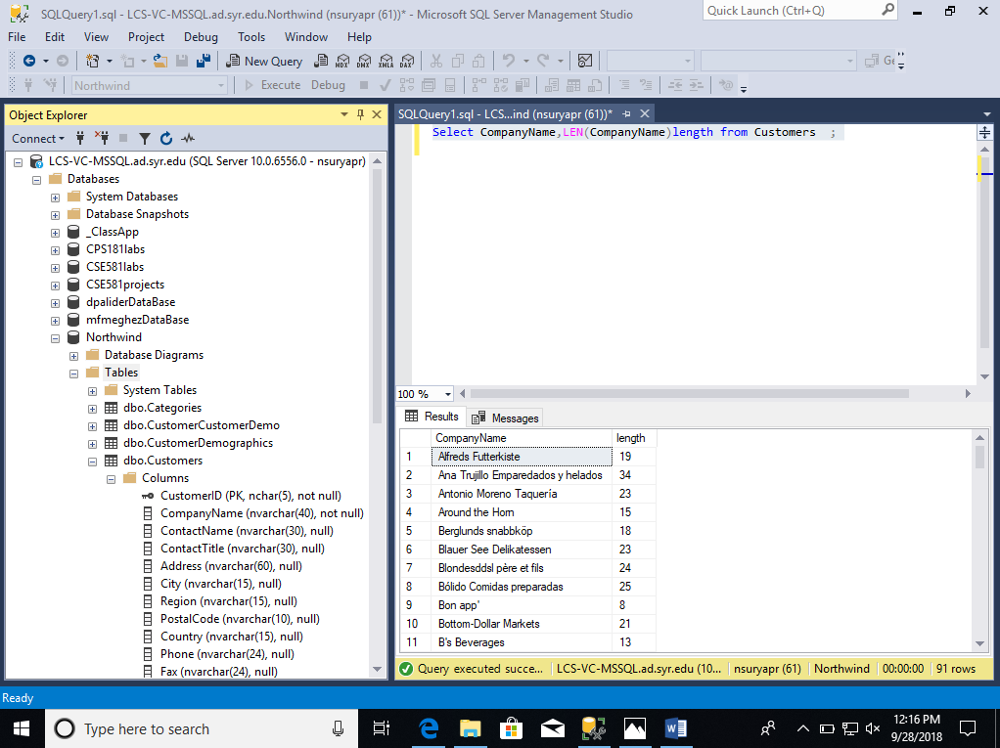 SQLQuery1.sql - LCS-VC-MSSQL.ad.syr.edu.Northwind (nsuryapr (61))* - Microsoft SQL Server Management Studio
Quick Launch (Ctrl+Q)
File Edit View Project Debug Tools Window Help
New Query MDX DMX XMLA DAX Ge
Northwind Execute Debug
Object Explorer
Connect
LCS-VC-MSSQL.ad.syr.edu (SQL Server 10.0.6556.0 - nsuryapr)
Databases
System Databases
Database Snapshots
_ClassApp
CPS181labs
CSE581labs
CSE581projects
dpaliderDataBase
mfmeghezDataBase
Northwind
Database Diagrams
Tables
System Tables
dbo.Categories
dbo.CustomerCustomerDemo
dbo.CustomerDemographics
dbo.Customers
Columns
CustomerID (PK, nchar(5), not null)
CompanyName (nvarchar(40), not null)
ContactName (nvarchar(30), null)
ContactTitle (nvarchar(30), null)
Address (nvarchar(60), null)
City (nvarchar(15), null)
Region (nvarchar(15), null)
PostalCode (nvarchar(10), null)
Country (nvarchar(15), null)
Phone (nvarchar(24), null)
Fax (nvarchar(24), null)
SQLQuery1.sql - LCS...ind (nsuryapr (61))*
Select CompanyName,LEN(CompanyName)length from Customers ;
100 %
Results Messages
CompanyName length
1 Alfreds Futterkiste 19
2 Ana Trujillo Emparedados y helados 34
3 Antonio Moreno Taquería 23
4 Around the Horn 15
5 Berglunds snabbköp 18
6 Blauer See Delikatessen 23
7 Blondesddsl père et fils 24
8 Bólido Comidas preparadas 25
9 Bon app' 8
10 Bottom-Dollar Markets 21
11 B's Beverages 13
Query executed succe... LCS-VC-MSSQL.ad.syr.edu (10... nsuryapr (61) Northwind 00:00:00 91 rows
Ready
Type here to search
12:16 PM
9/28/2018